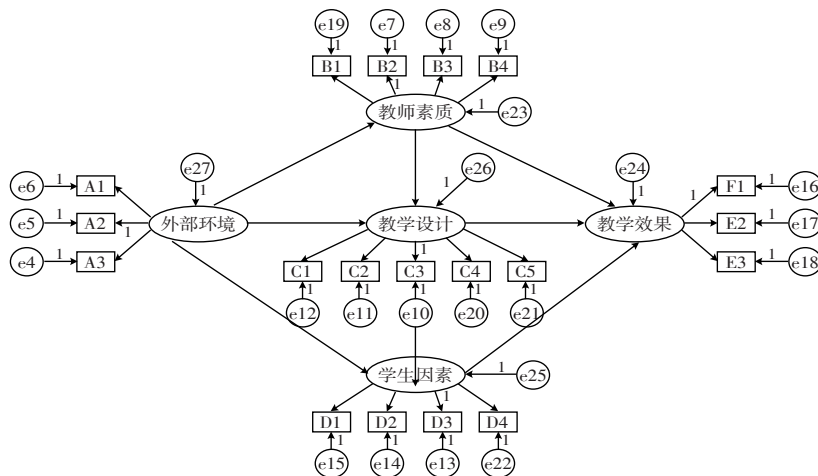 e19 e7 e8 e9
1 1 1 1
B1 B2 B3 B4
1
教师素质 1 e23
e27 e26 e24
1 1 1
e6 1 A1 F1 1 e16
1
e5 1 A2 外部环境 教学设计 教学效果 E2 1 e17
1
e4 1 A3 E3 1 e18
1
C1 C2 C3 C4 C5
1 1 1 1 1
e12 e11 e10 e20 e21
学生因素 1 e25
1
D1 D2 D3 D4
1 1 1 1
e15 e14 e13 e22